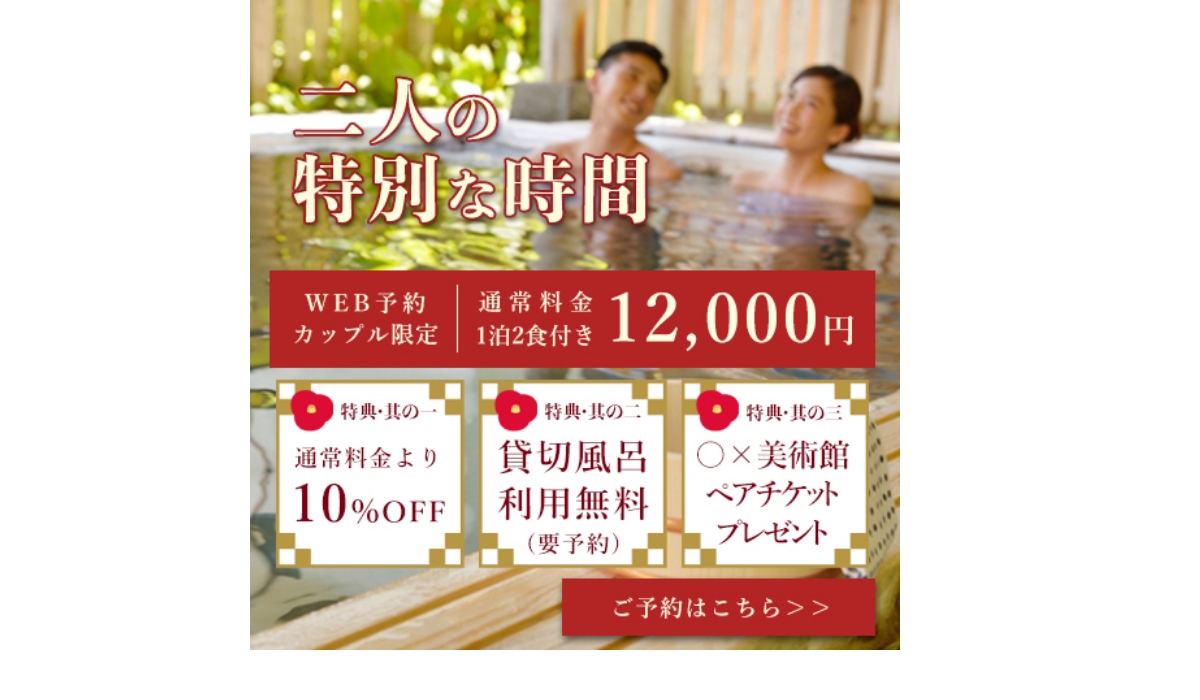 二人の
特別な時間
WEB予約
カップル限定
通常料金
1泊2食付き
12,000円
特典・其の一
通常料金より
10%OFF
特典・其の二
貸切風呂
利用無料
（要予約）
特典・其の三
○×美術館
ペアチケット
プレゼント
ご予約はこちら＞＞